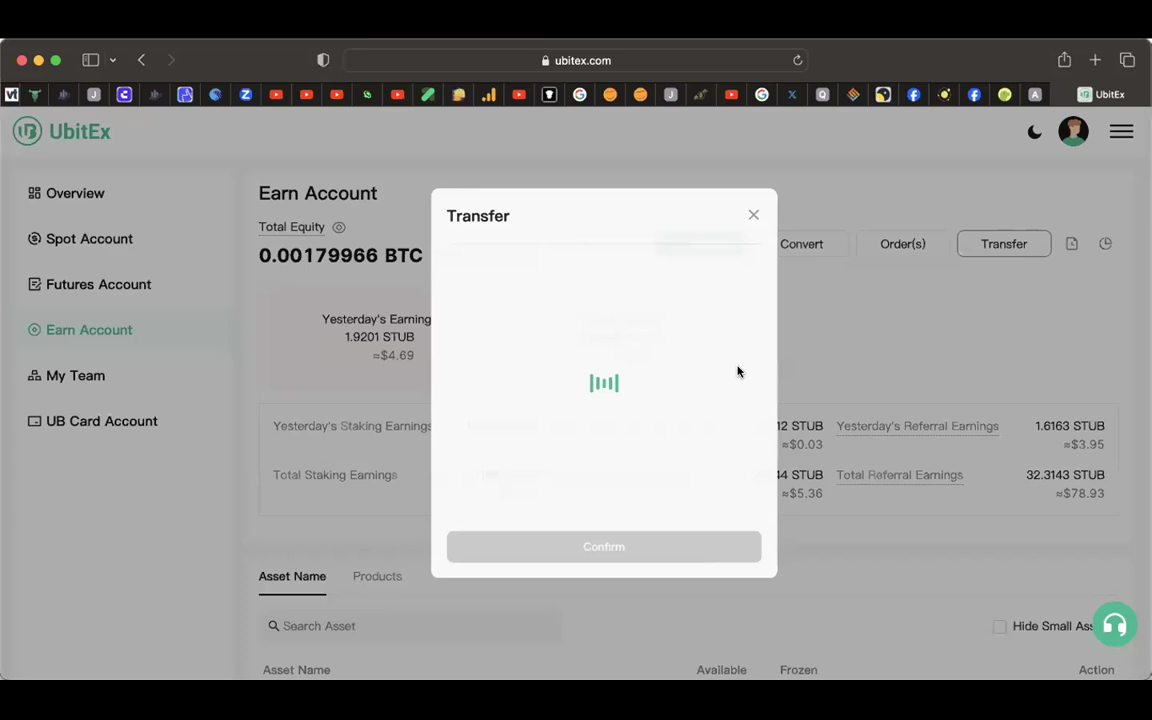 ubitex.com
UbitEx
UbitEx
Overview
Spot Account
Futures Account
Earn Account
My Team
UB Card Account
Earn Account
Total Equity
0.00179966 BTC
Convert
Order(s)
Transfer
Yesterday's Earning
1.9201 STUB
≈$4.69
Yesterday's Staking Earnings
12 STUB
≈$0.03
Yesterday's Referral Earnings
1.6163 STUB
≈$3.95
Total Staking Earnings
44 STUB
≈$5.36
Total Referral Earnings
32.3143 STUB
≈$78.93
Transfer
Confirm
Asset Name
Products
Search Asset
Hide Small Ass
Asset Name
Available
Frozen
Action